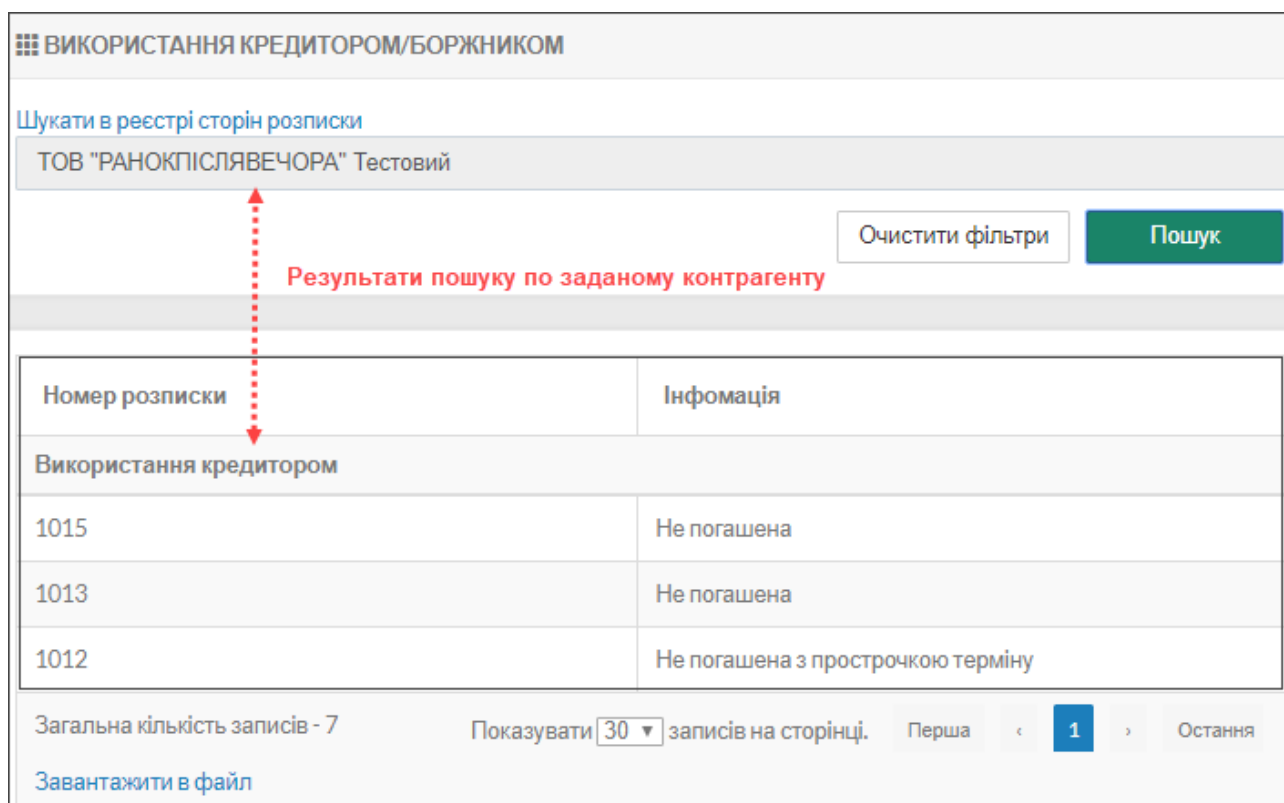 ВИКОРИСТАННЯ КРЕДИТОРОМ/БОРЖНИКОМ
Шукати в реєстрі сторін розписки
ТОВ "РАНОКПІСЛЯВЕЧОРА" Тестовий
Очистити фільтри Пошук
Результати пошуку по заданому контрагенту
Номер розписки Інфомація
Використання кредитором
1015 Не погашена
1013 Не погашена
1012 Не погашена з прострочкою терміну
Загальна кількість записів - 7 Показувати 30 записів на сторінці. Перша ‹ 1 › Остання
Завантажити в файл